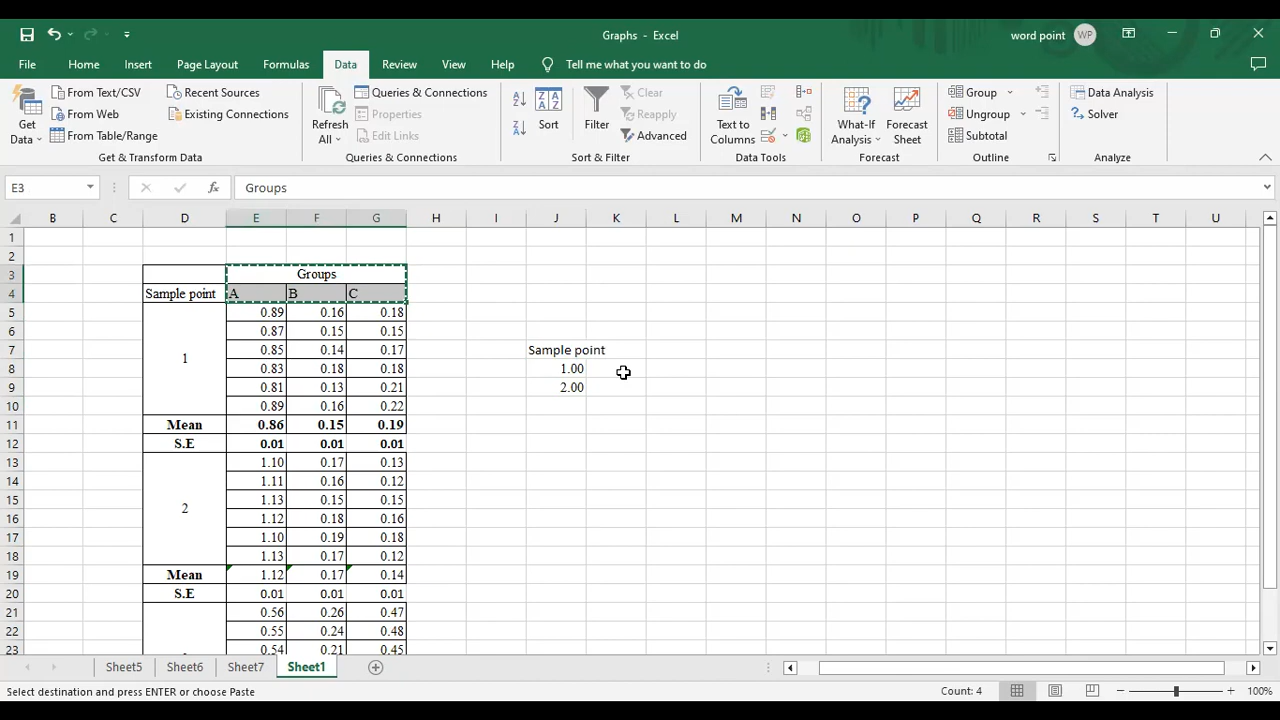 Graphs - Excel
word point WP
File Home Insert Page Layout Formulas Data Review View Help Tell me what you want to do
From Text/CSV Recent Sources Queries & Connections Clear Group Data Analysis
From Web Existing Connections Properties Reapply Ungroup Solver
From Table/Range Edit Links Advanced Subtotal
Get Data
Refresh All
Sort
Filter
Text to Columns
What-If Analysis
Forecast Sheet
Get & Transform Data Queries & Connections Sort & Filter Data Tools Forecast Outline Analyze
E3 fx Groups
B C D E F G H I J K L M N O P Q R S T U
1
2
3 Groups
4 Sample point A B C
5 0.89 0.16 0.18
6 0.87 0.15 0.15
7 0.85 0.14 0.17 Sample point
1
8 0.83 0.18 0.18 1.00
9 0.81 0.13 0.21 2.00
10 0.89 0.16 0.22
11 Mean 0.86 0.15 0.19
12 S.E 0.01 0.01 0.01
13 1.10 0.17 0.13
14 1.11 0.16 0.12
15 1.13 0.15 0.15
2
16 1.12 0.18 0.16
17 1.10 0.19 0.18
18 1.13 0.17 0.12
19 Mean 1.12 0.17 0.14
20 S.E 0.01 0.01 0.01
21 0.56 0.26 0.47
22 0.55 0.24 0.48
23 0.54 0.21 0.45
Sheet5 Sheet6 Sheet7 Sheet1
Select destination and press ENTER or choose Paste Count: 4 100%